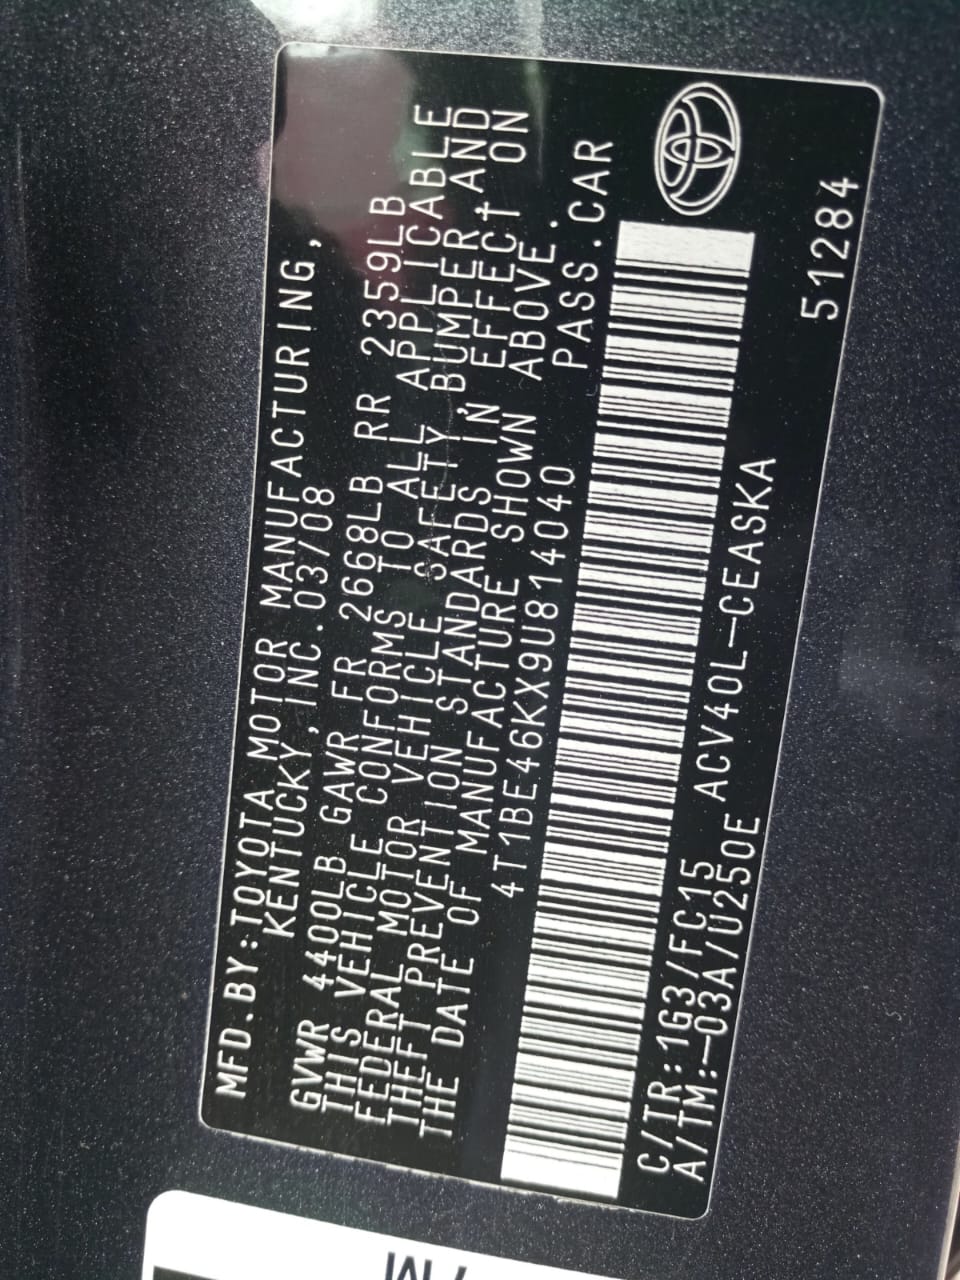 MFD.BY:TOYOTA MOTOR MANUFACTURING,
KENTUCKY,INC.03/08
GVWR 4400LB GAWR FR 2668LB RR 2359LB
THIS VEHICLE CONFORMS TO ALL APPLICABLE
FEDERAL MOTOR VEHICLE SAFETY, BUMPER, AND
THEFT PREVENTION STANDARDS IN EFFECT ON
THE DATE OF MANUFACTURE SHOWN ABOVE.
4T1BE46KX9U814040 PASS.CAR
C/TR:1G3/FC15 ACV40L-CEASKA
A/TM:-03A/U250E 51284